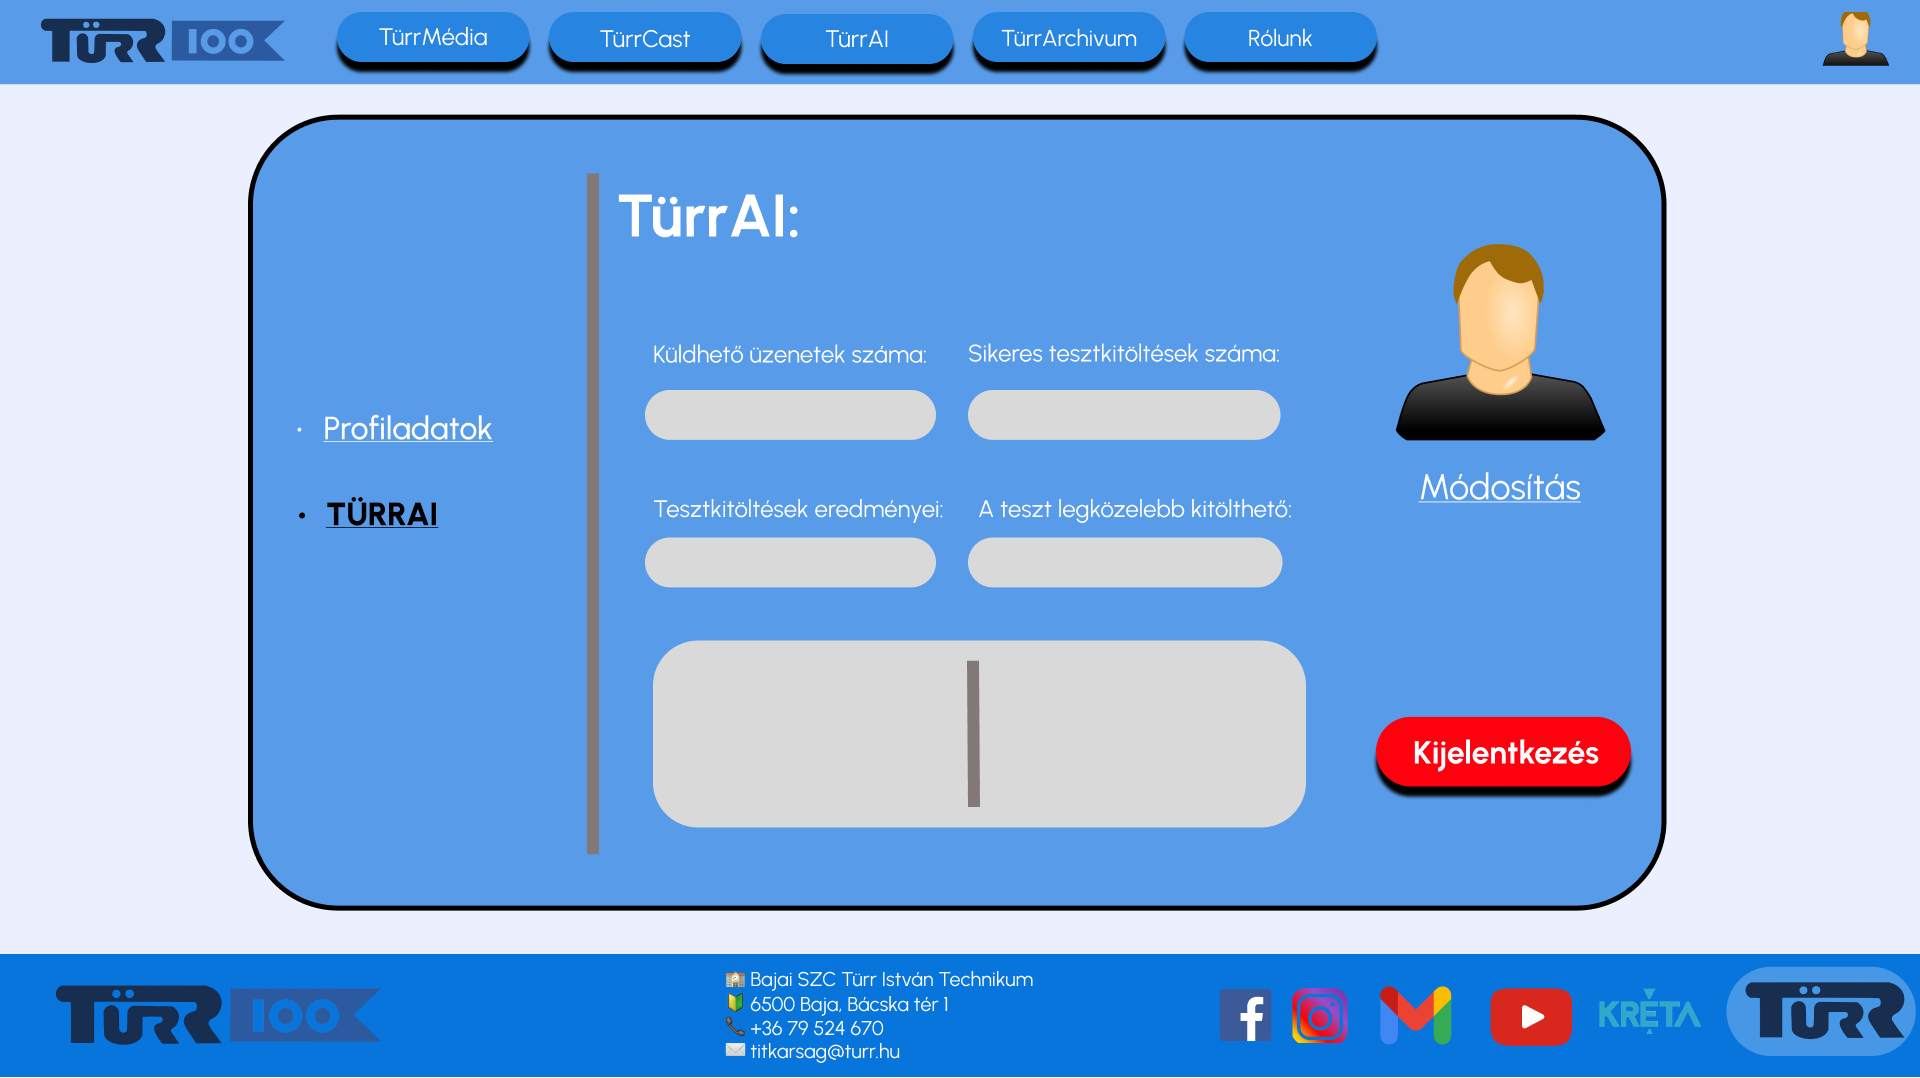 TÜRR 100
TürrMédia
TürrCast
TürrAI
TürrArchivum
Rólunk
TürrAI:
Küldhető üzenetek száma:
Sikeres tesztkitöltések száma:
• Profiladatok
• TÜRRAI
Tesztkitöltések eredményei:
A teszt legközelebb kitölthető:
Módosítás
Kijelentkezés
TÜRR 100
Bajai SZC Türr István Technikum
6500 Baja, Bácska tér 1
+36 79 524 670
titkarsag@turr.hu
KRÉTA
TÜRR